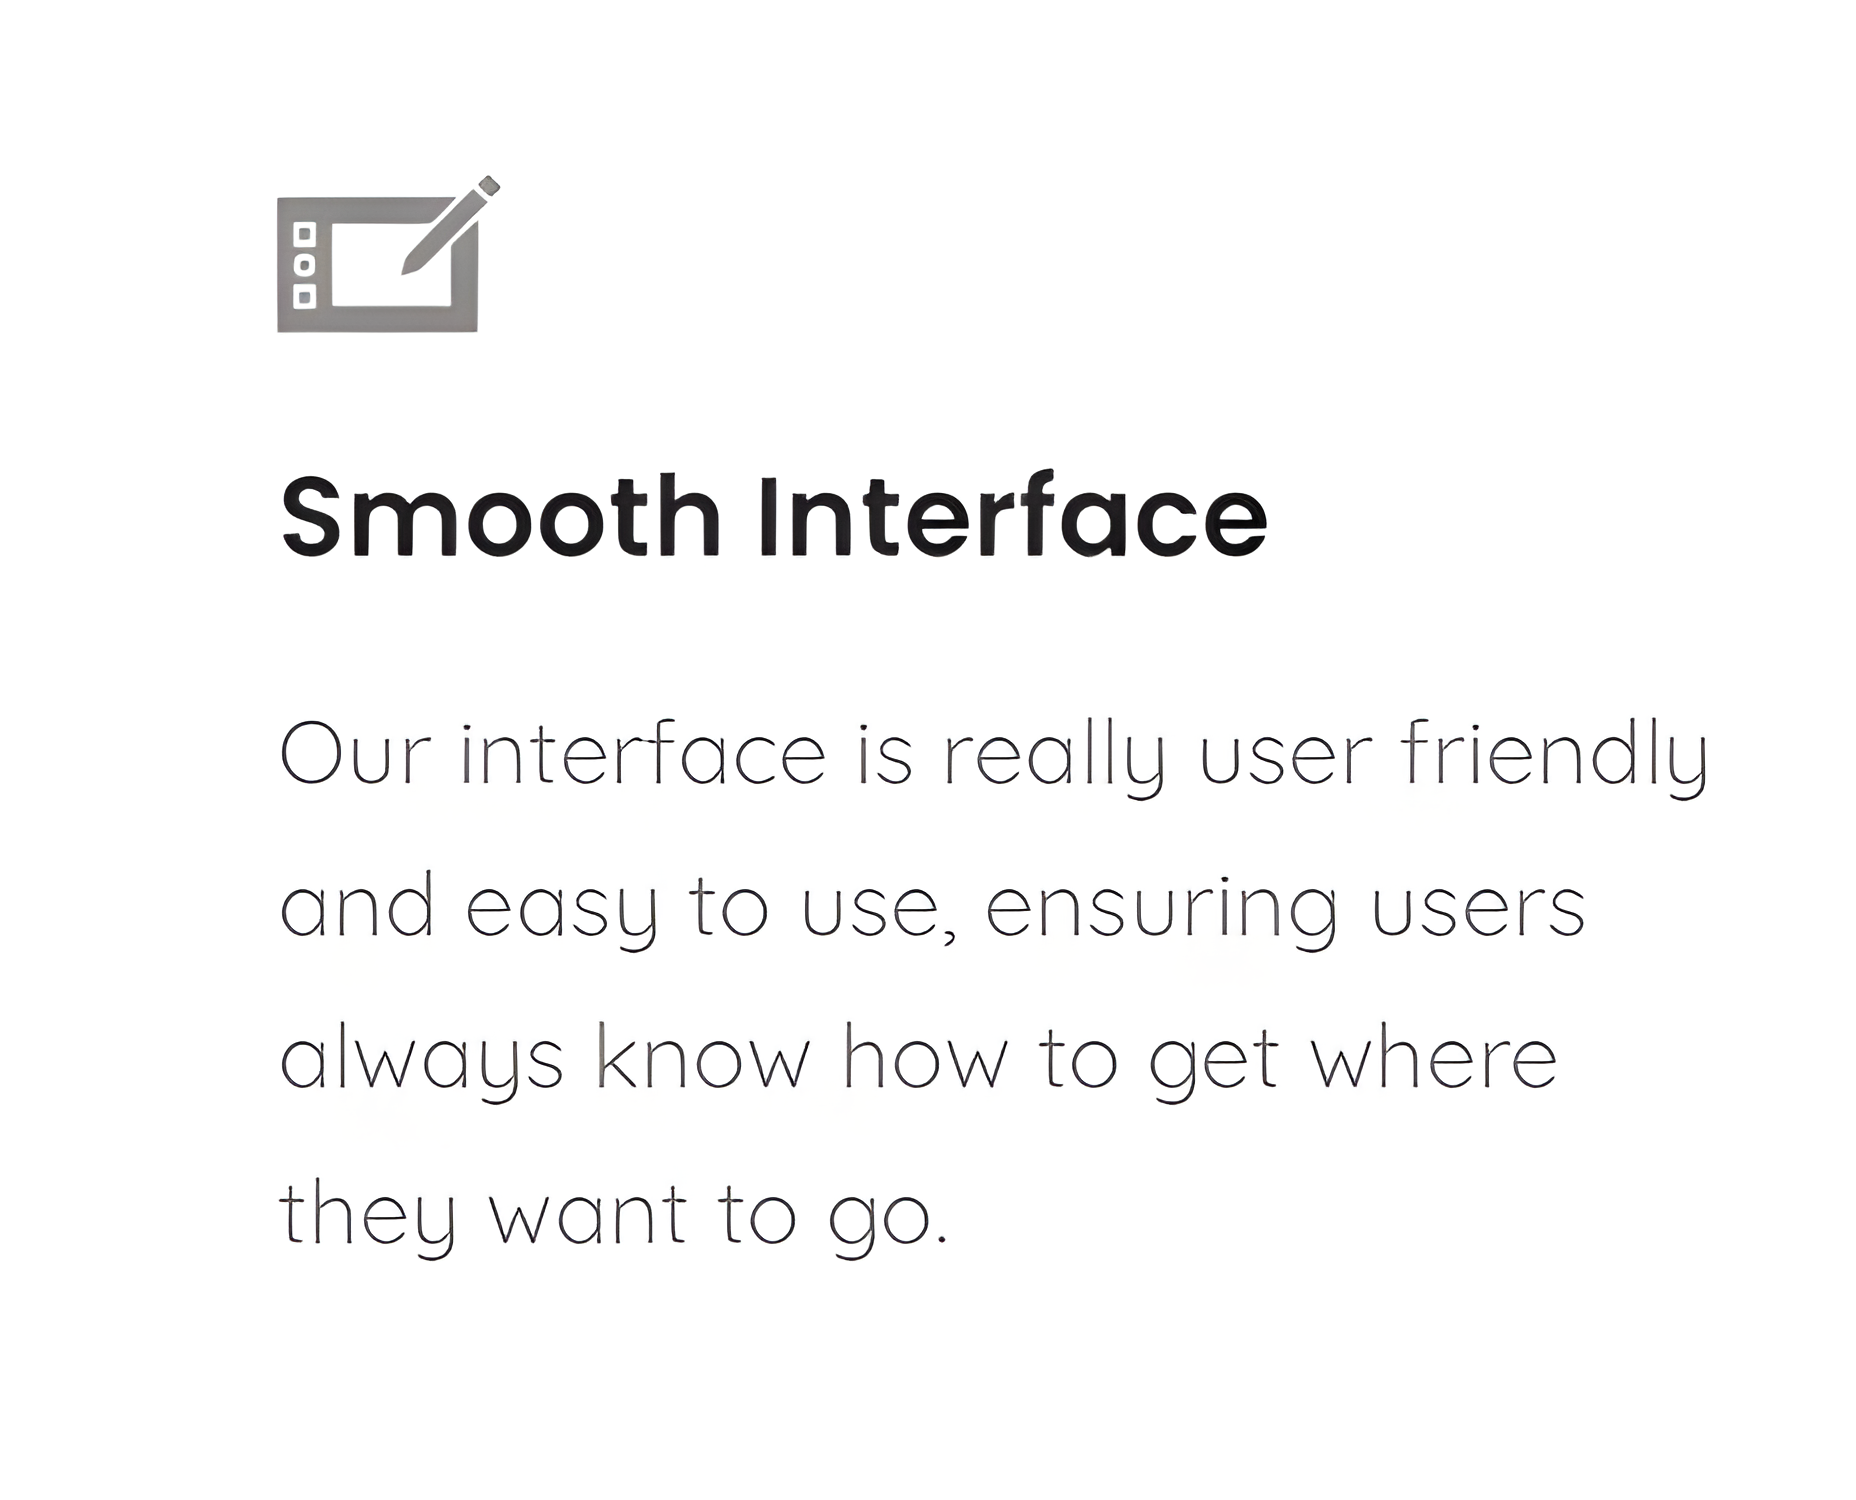 Smooth Interface
Our interface is really user friendly
and easy to use, ensuring users
always know how to get where
they want to go.